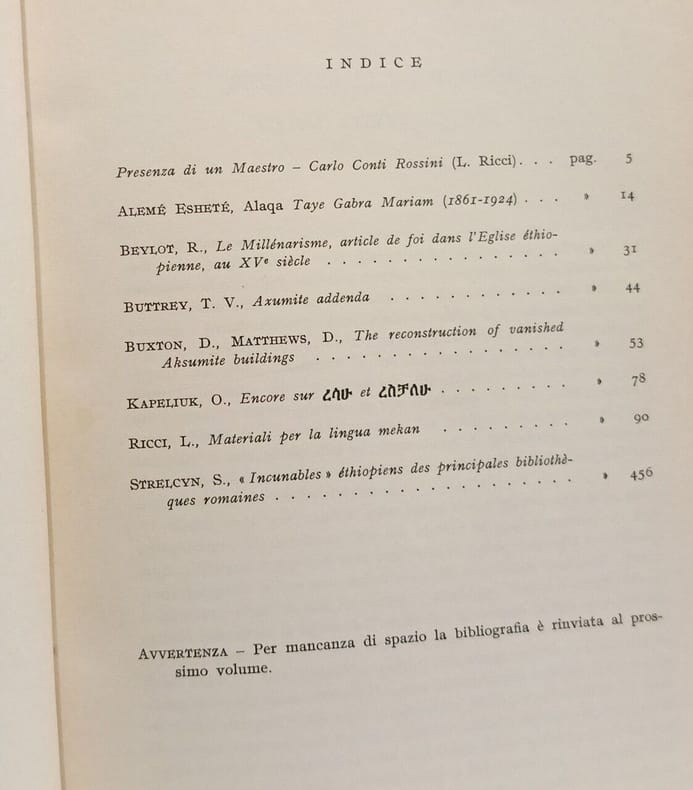 INDICE
Presenza di un Maestro – Carlo Conti Rossini (L. Ricci) . . . pag. 5
ALEMÉ ESHETÉ, Alaqa Taye Gabra Mariam (1861-1924) . . . » 14
BEYLOT, R., Le Millénarisme, article de foi dans l'Eglise éthio-
pienne, au XVe siècle . . . . . . . . . . . . . . . » 31
BUTTREY, T. V., Axumite addenda . . . . . . . . . . . » 44
BUXTON, D., MATTHEWS, D., The reconstruction of vanished
Aksumite buildings . . . . . . . . . . . . . . . . » 53
KAPELIUK, O., Encore sur ረሳሁ et ረስቻለሁ . . . . . . . . . » 78
RICCI, L., Materiali per la lingua mekan . . . . . . . . » 90
STRELCYN, S., « Incunables » éthiopiens des principales bibliothè-
ques romaines . . . . . . . . . . . . . . . . . . . » 456
AVVERTENZA – Per mancanza di spazio la bibliografia è rinviata al pros-
simo volume.